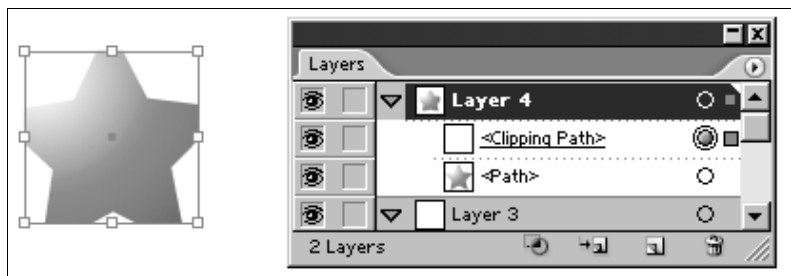 Layers
Layer 4
<Clipping Path>
<Path>
Layer 3
2 Layers